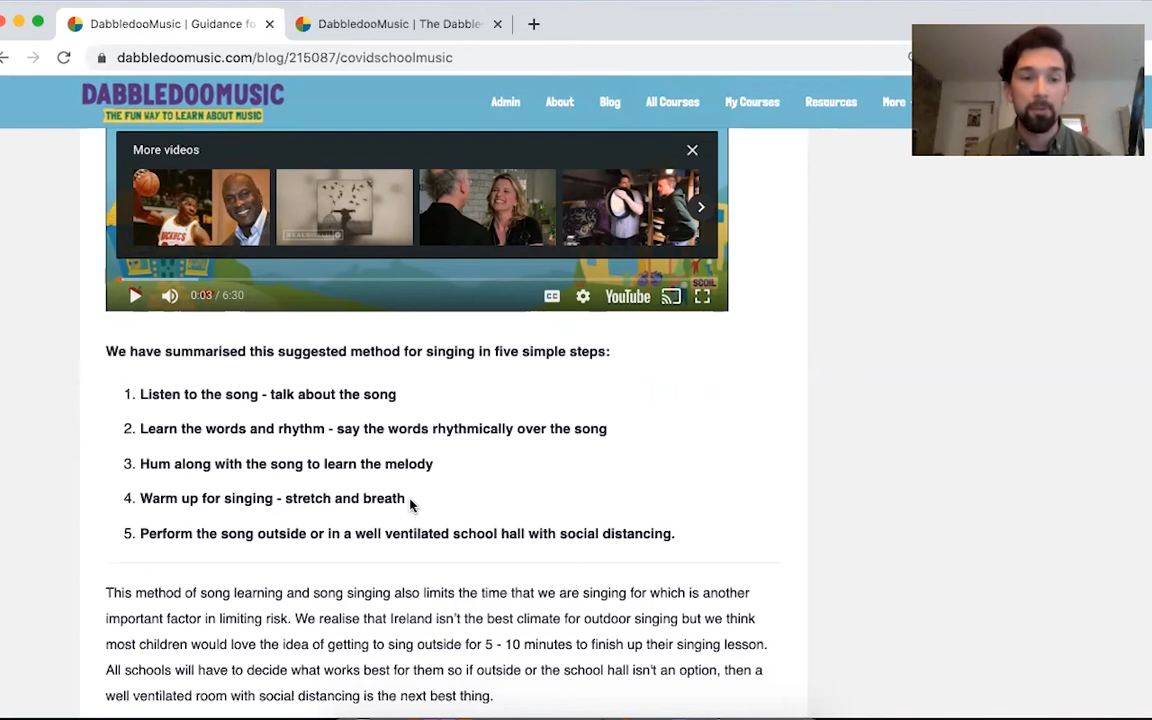 DabbledooMusic | Guidance fo
DabbledooMusic | The Dabble
dabbledoomusic.com/blog/215087/covidschoolmusic
DABBLEDOOMUSIC
THE FUN WAY TO LEARN ABOUT MUSIC
Admin About Blog All Courses My Courses Resources More
More videos
SCOIL
0:03 / 6:30
CC
YouTube
We have summarised this suggested method for singing in five simple steps:
1. Listen to the song - talk about the song
2. Learn the words and rhythm - say the words rhythmically over the song
3. Hum along with the song to learn the melody
4. Warm up for singing - stretch and breath
5. Perform the song outside or in a well ventilated school hall with social distancing.
This method of song learning and song singing also limits the time that we are singing for which is another
important factor in limiting risk. We realise that Ireland isn't the best climate for outdoor singing but we think
most children would love the idea of getting to sing outside for 5 - 10 minutes to finish up their singing lesson.
All schools will have to decide what works best for them so if outside or the school hall isn't an option, then a
well ventilated room with social distancing is the next best thing.